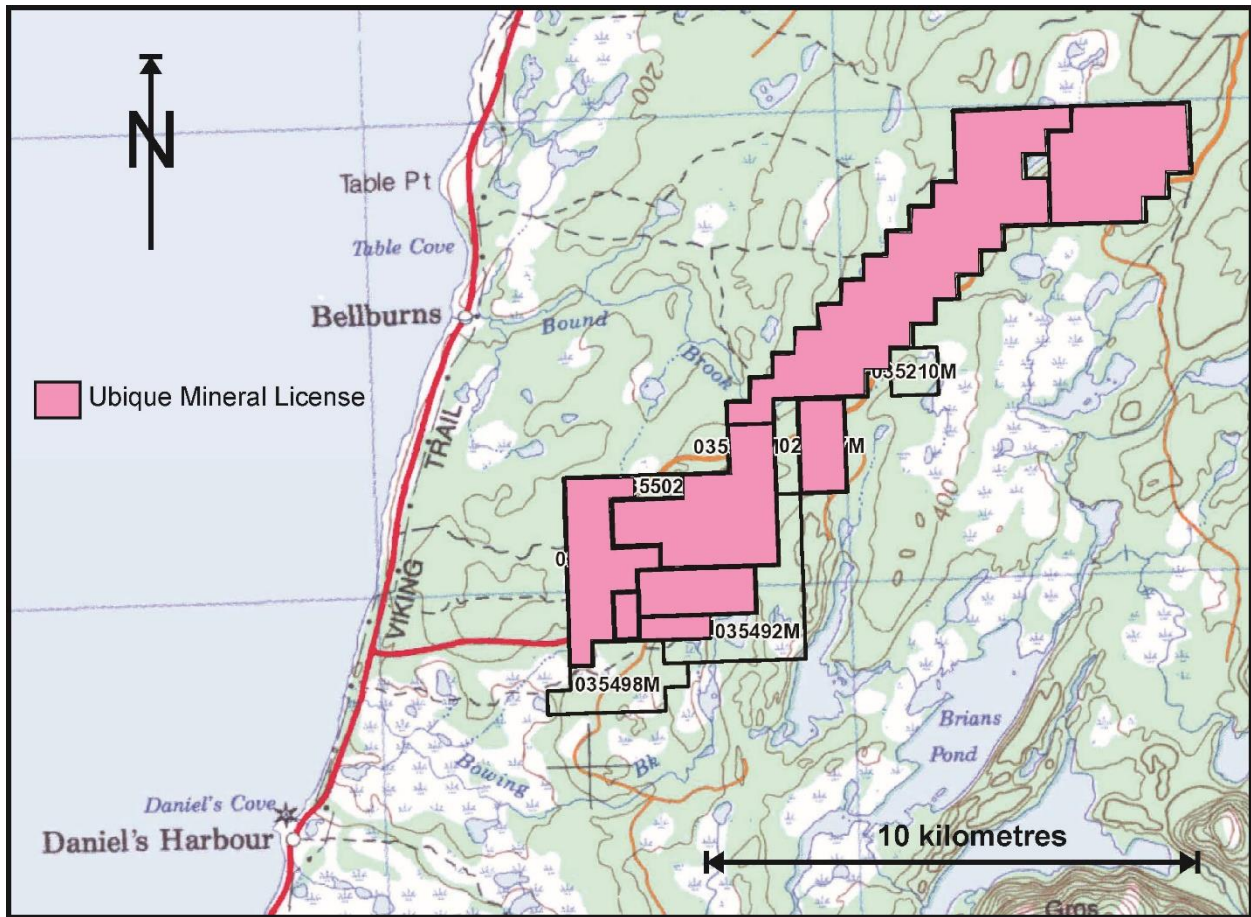 N
200
Table Pt
Table Cove
Bellburns
Bound
Brook
Ubique Mineral License
035210M
TRAIL
400
VIKING
035492M
035498M
Brians
Pond
Bowing
Bk
Daniel's Cove
Daniel's Harbour
10 kilometres
Gros